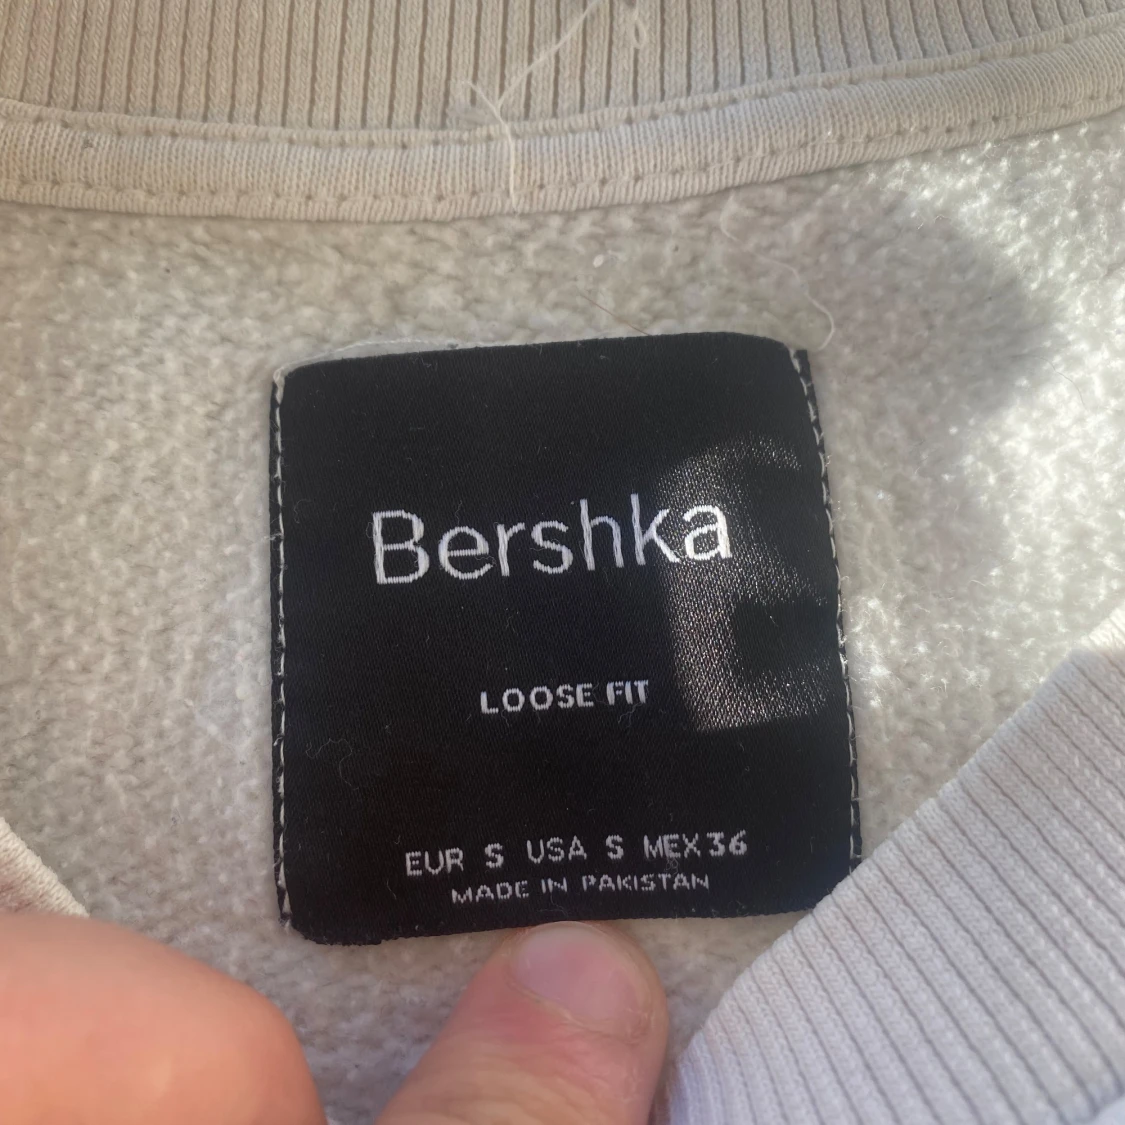 Bershka
LOOSE FIT
EUR S USA S MEX 36
MADE IN PAKISTAN